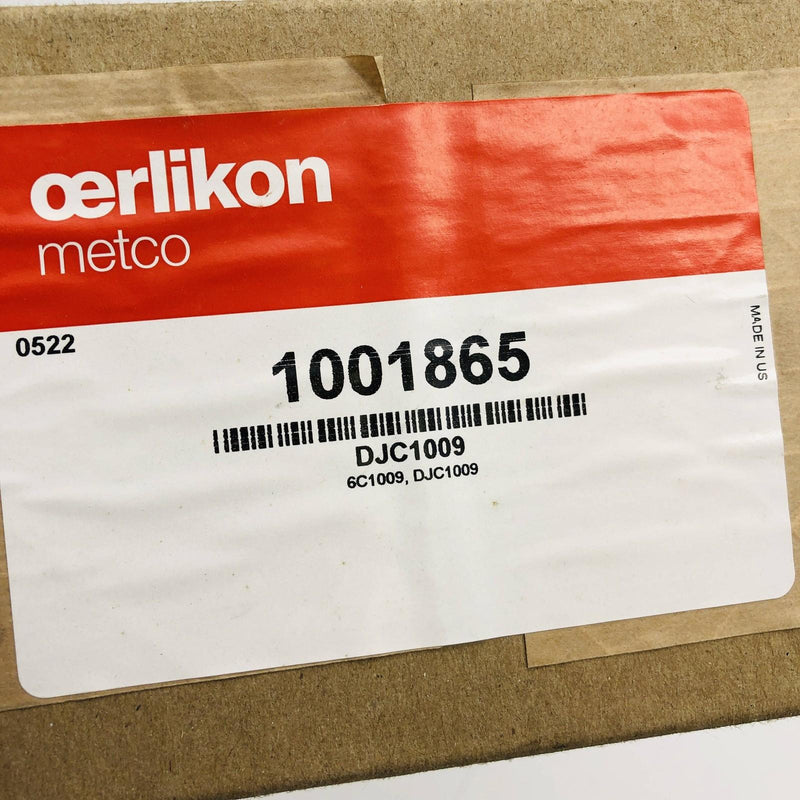 œrlikon
metco
0522
1001865
MADE IN US
DJC1009
6C1009, DJC1009